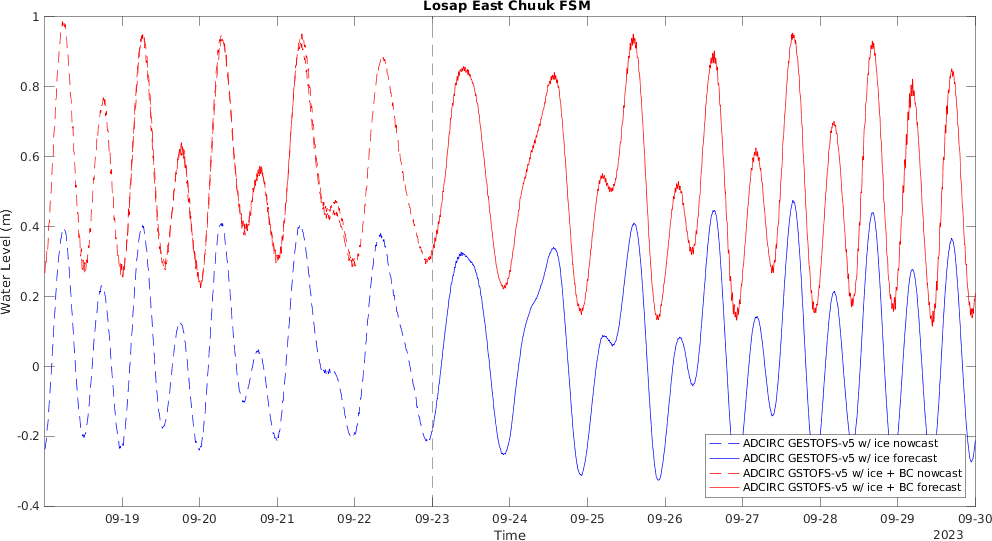 Losap East Chuuk FSM
Water Level (m)
1
0.8
0.6
0.4
0.2
0
-0.2
-0.4
ADCIRC GESTOFS-v5 w/ ice nowcast
ADCIRC GESTOFS-v5 w/ ice forecast
ADCIRC GSTOFS-v5 w/ ice + BC nowcast
ADCIRC GSTOFS-v5 w/ ice + BC forecast
09-19 09-20 09-21 09-22 09-23 09-24 09-25 09-26 09-27 09-28 09-29 09-30
Time
2023